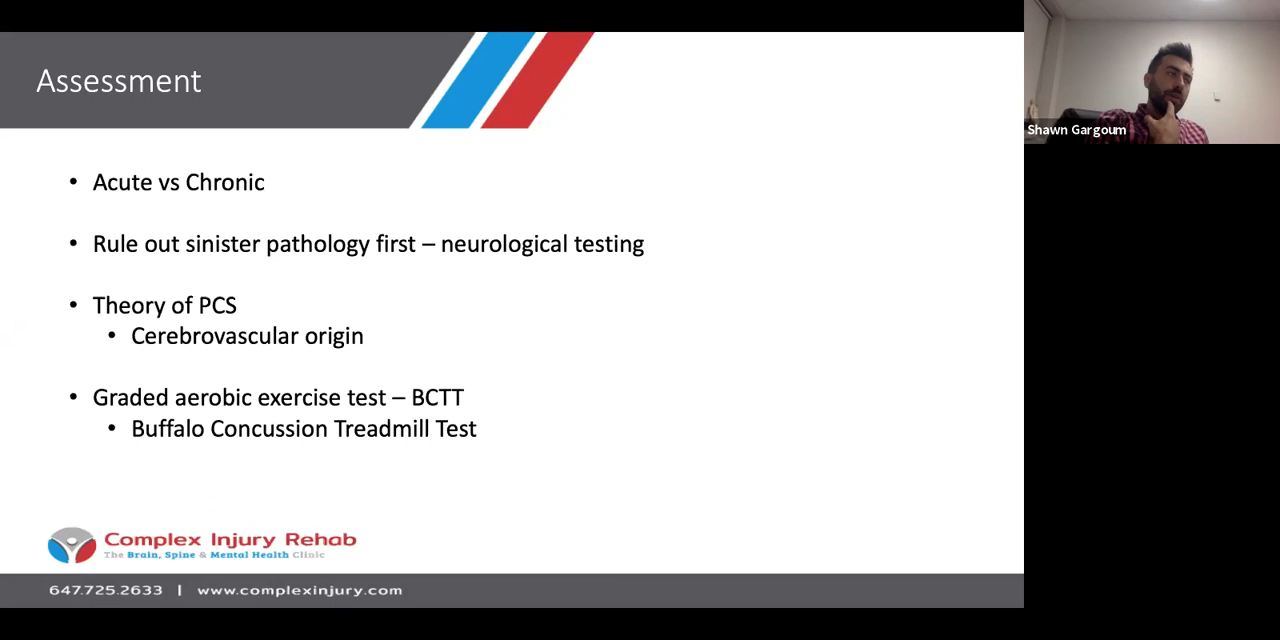 Assessment
Shawn Gargoum
• Acute vs Chronic
• Rule out sinister pathology first – neurological testing
• Theory of PCS
• Cerebrovascular origin
• Graded aerobic exercise test – BCTT
• Buffalo Concussion Treadmill Test
Complex Injury Rehab
The Brain, Spine & Mental Health Clinic
647.725.2633 | www.complexinjury.com